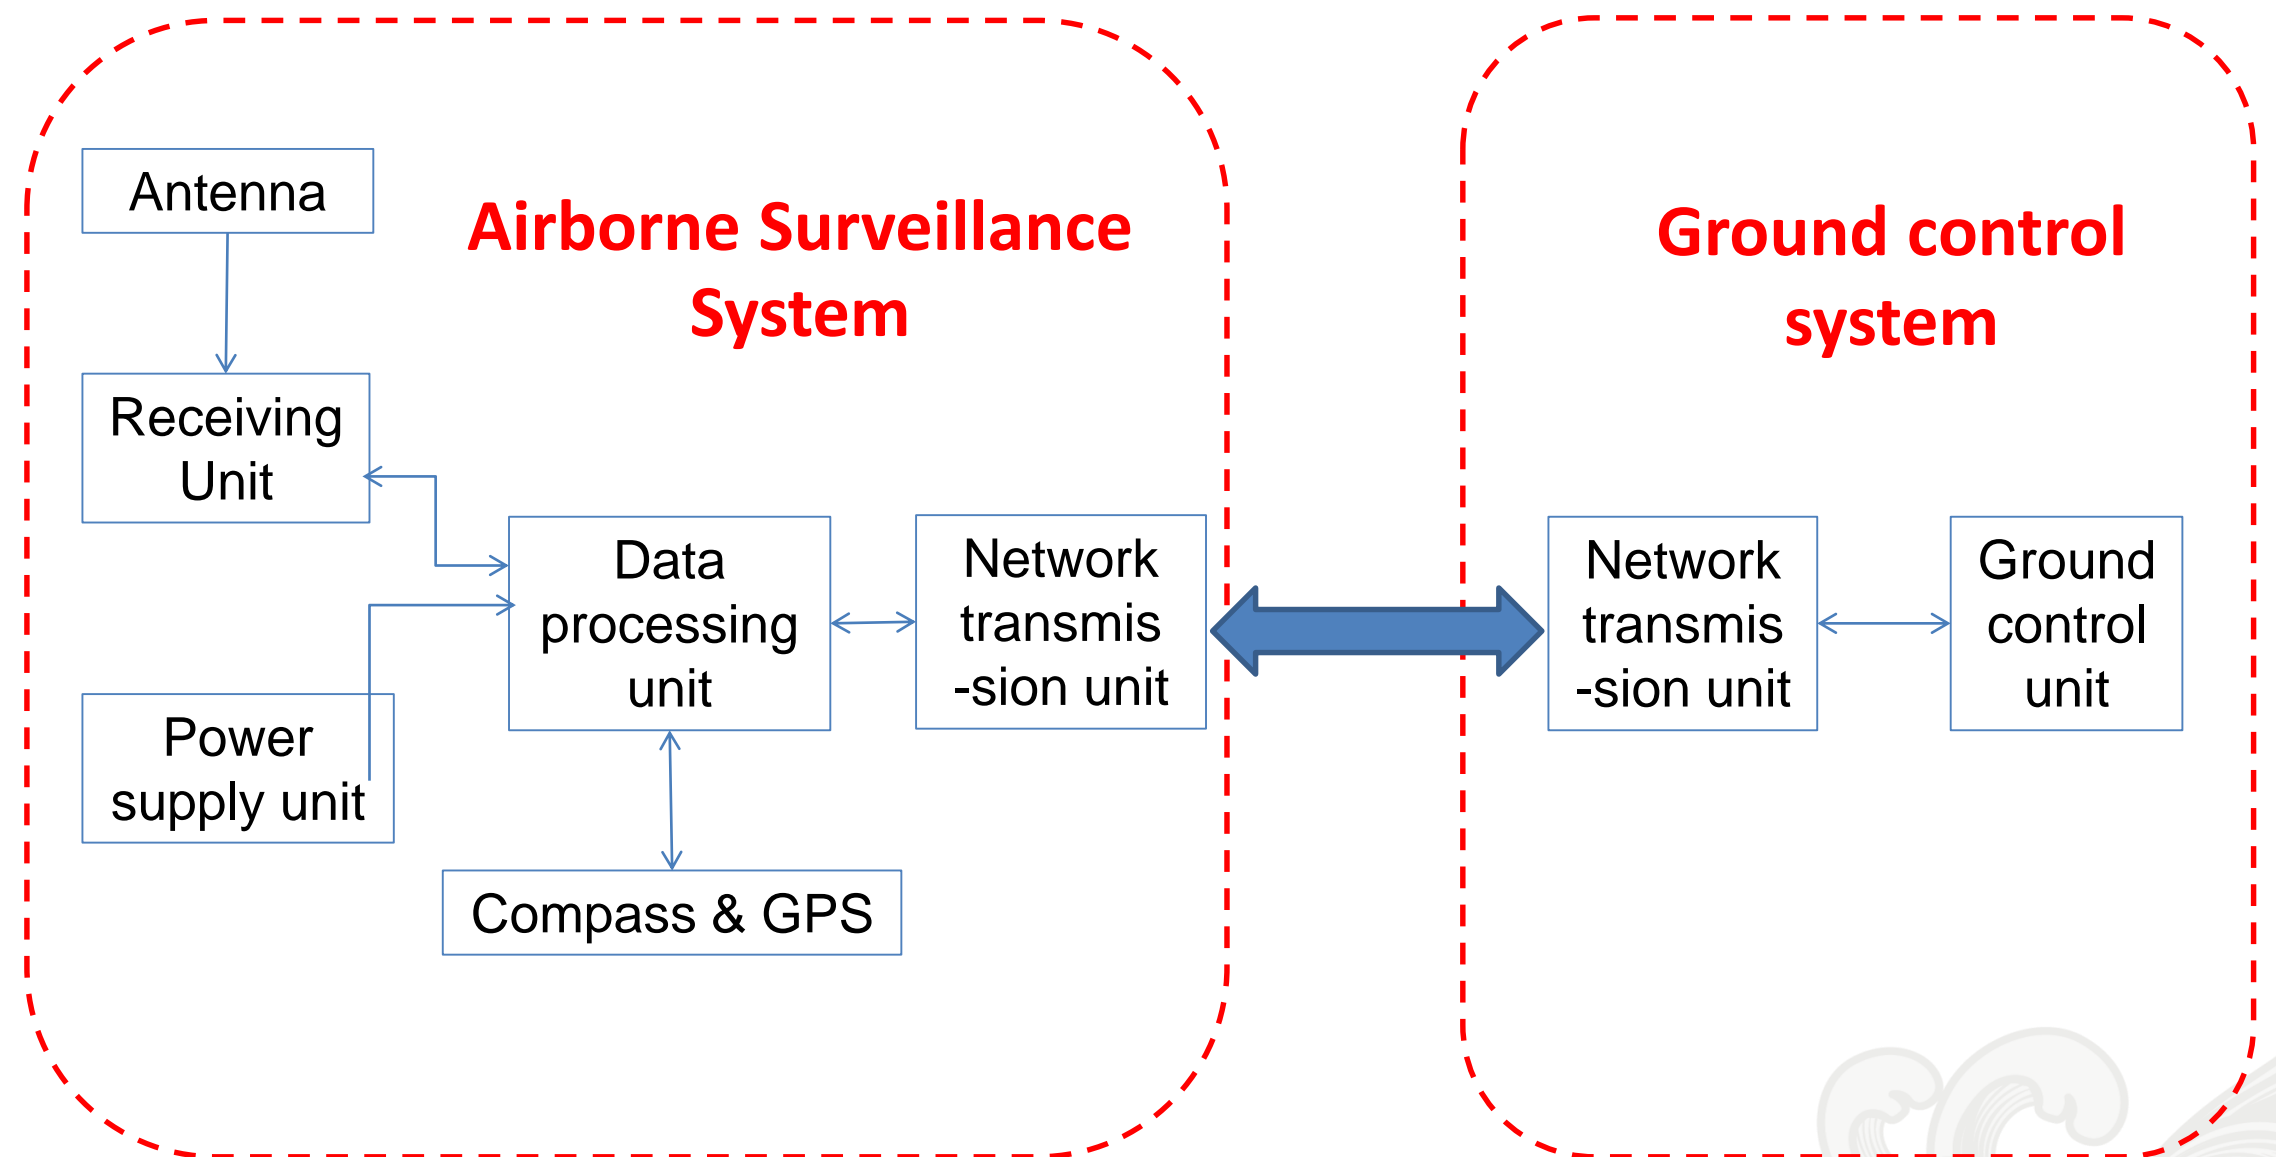 Airborne Surveillance
System
Antenna
Receiving
Unit
Data
processing
unit
Network
transmis
-sion unit
Power
supply unit
Compass & GPS
Ground control
system
Network
transmis
-sion unit
Ground
control
unit